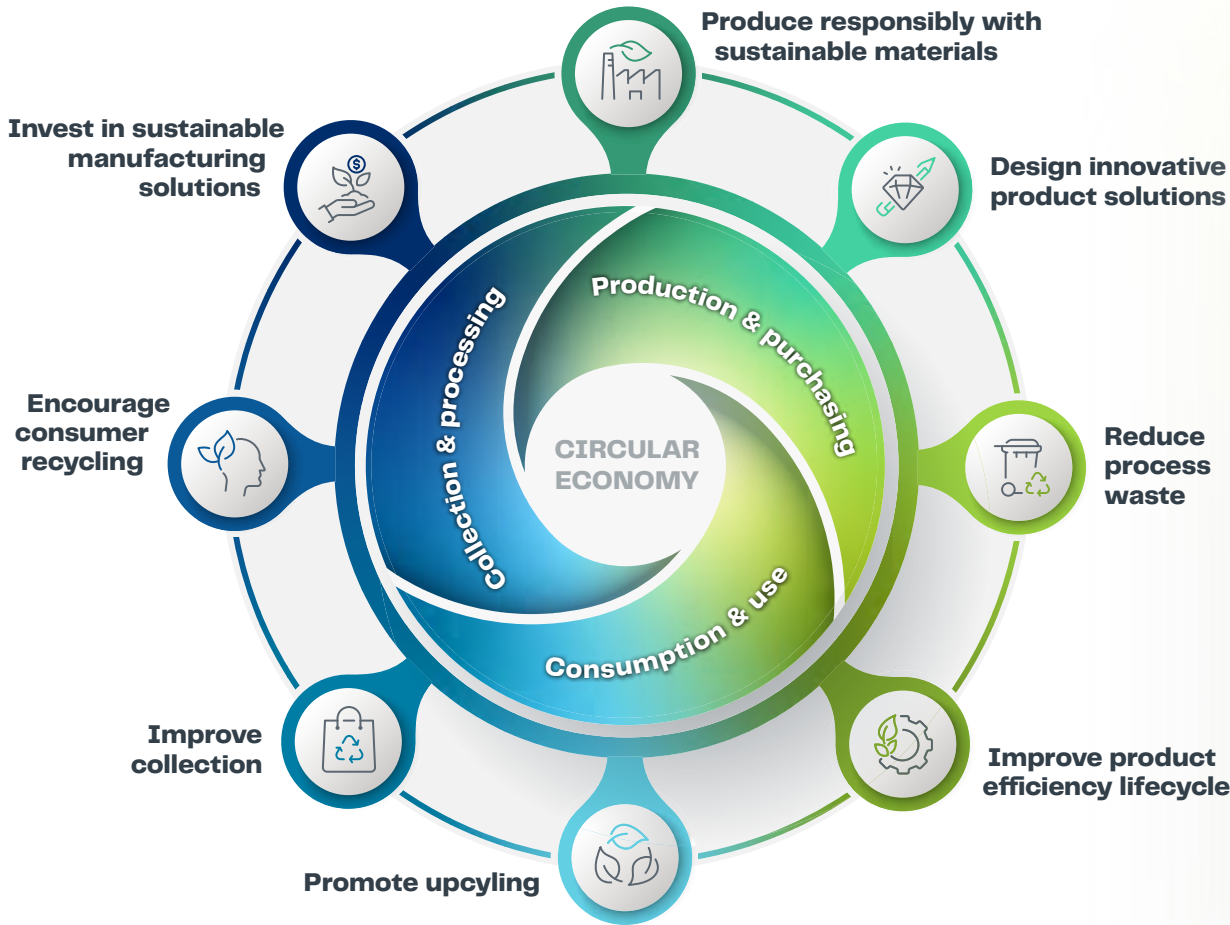 Produce responsibly with
sustainable materials
Design innovative
product solutions
Reduce
process
waste
Improve product
efficiency lifecycle
Promote upcyling
Improve
collection
Encourage
consumer
recycling
Invest in sustainable
manufacturing
solutions
$
Production & purchasing
Consumption & use
Collection & processing
CIRCULAR
ECONOMY